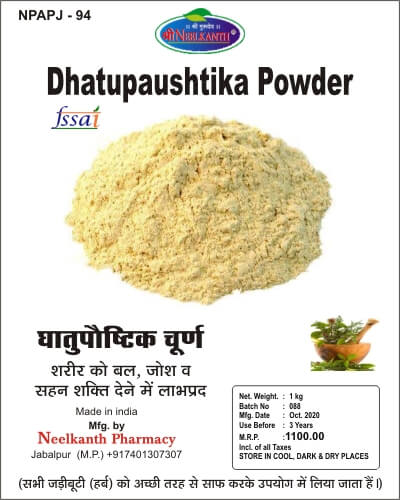 NPAPJ - 94
॥ श्री गुरुदेव ॥
श्री NEELKANTH ®
Dhatupaushtika Powder
fssai
धातुपौष्टिक चूर्ण
शरीर को बल, जोश व
सहन शक्ति देने में लाभप्रद
Made in india
Mfg. by
Neelkanth Pharmacy
Jabalpur (M.P.) +917401307307
Net. Weight. : 1 kg
Batch No : 088
Mfg. Date : Oct. 2020
Use Before : 3 Years
M.R.P. :1100.00
Incl. of all Taxes
STORE IN COOL, DARK & DRY PLACES
(सभी जड़ीबूटी (हर्ब) को अच्छी तरह से साफ करके उपयोग में लिया जाता हैं।)